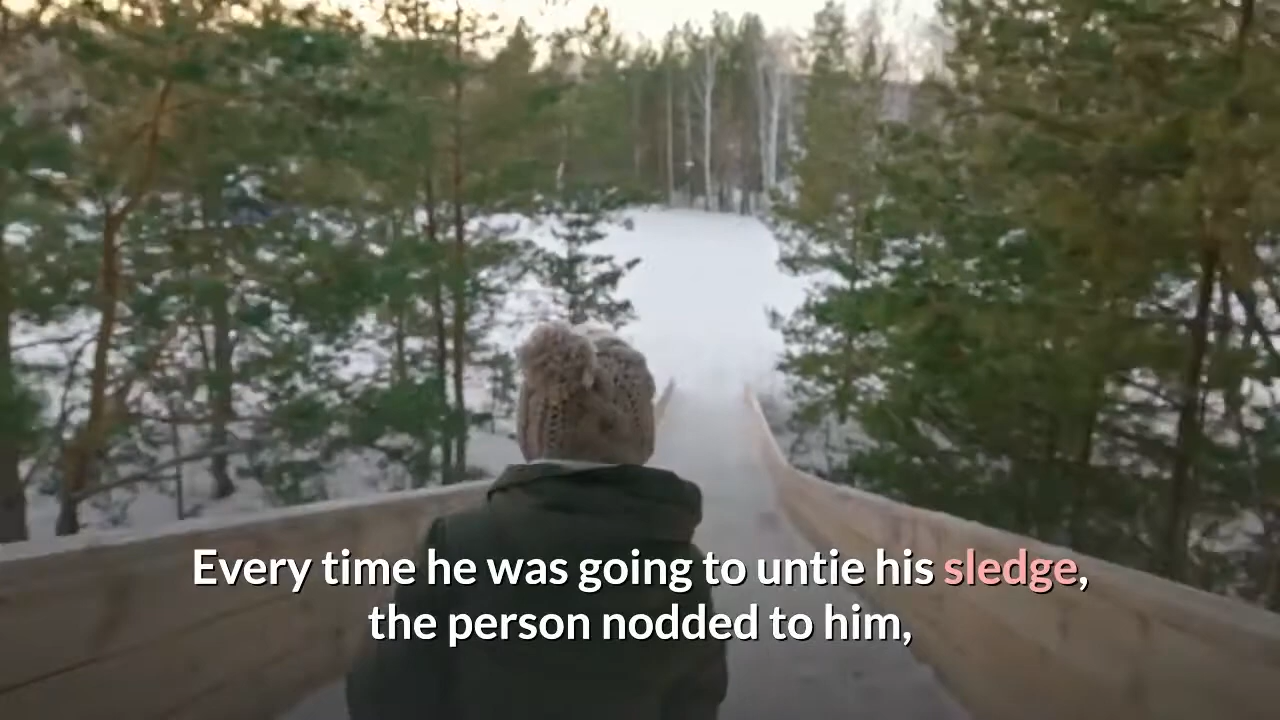 Every time he was going to untie his sledge,
the person nodded to him,